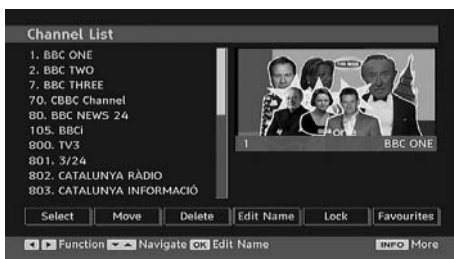 Channel List
1. BBC ONE
2. BBC TWO
7. BBC THREE
70. CBBC Channel
80. BBC NEWS 24
105. BBCi
800. TV3
801. 3/24
802. CATALUNYA RÀDIO
803. CATALUNYA INFORMACIÓ
one
1 BBC ONE
Select Move Delete Edit Name Lock Favourites
Function Navigate OK Edit Name INFO More